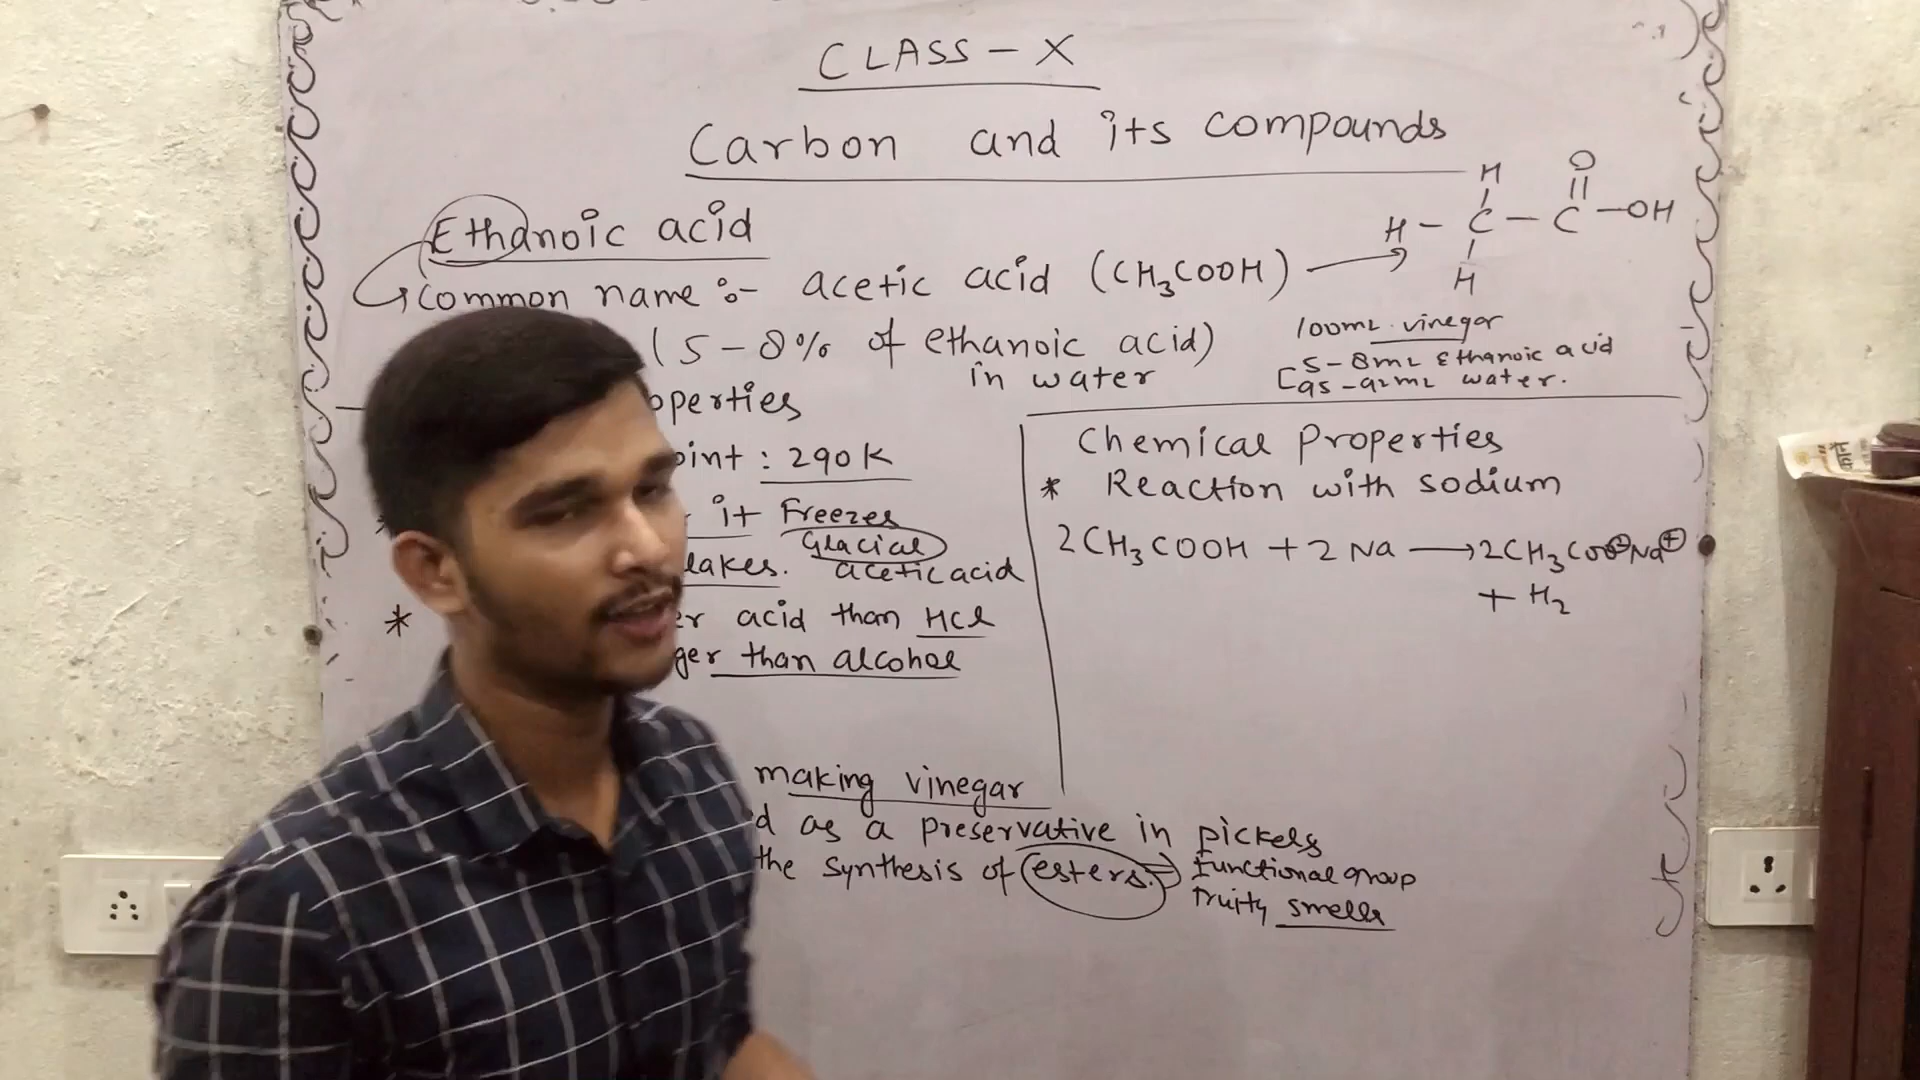 CLASS - X
Carbon and its compounds
Ethanoic acid
Common name :- acetic acid (CH₃COOH) →
H
O
||
H - C - C - OH
H
(5-8% of ethanoic acid)
in water
100mL vinegar
5-8mL Ethanoic acid
95-92mL water.
operties
oint : 290K
it Freezes
Glacial
acetic acid
lakes.
* er acid than HCl
ger than alcohol
Chemical Properties
* Reaction with sodium
2CH₃COOH + 2Na → 2CH₃COO⊖Na⊕
+ H₂
making vinegar
d as a preservative in pickels
the synthesis of esters. → Functional group
fruity smells